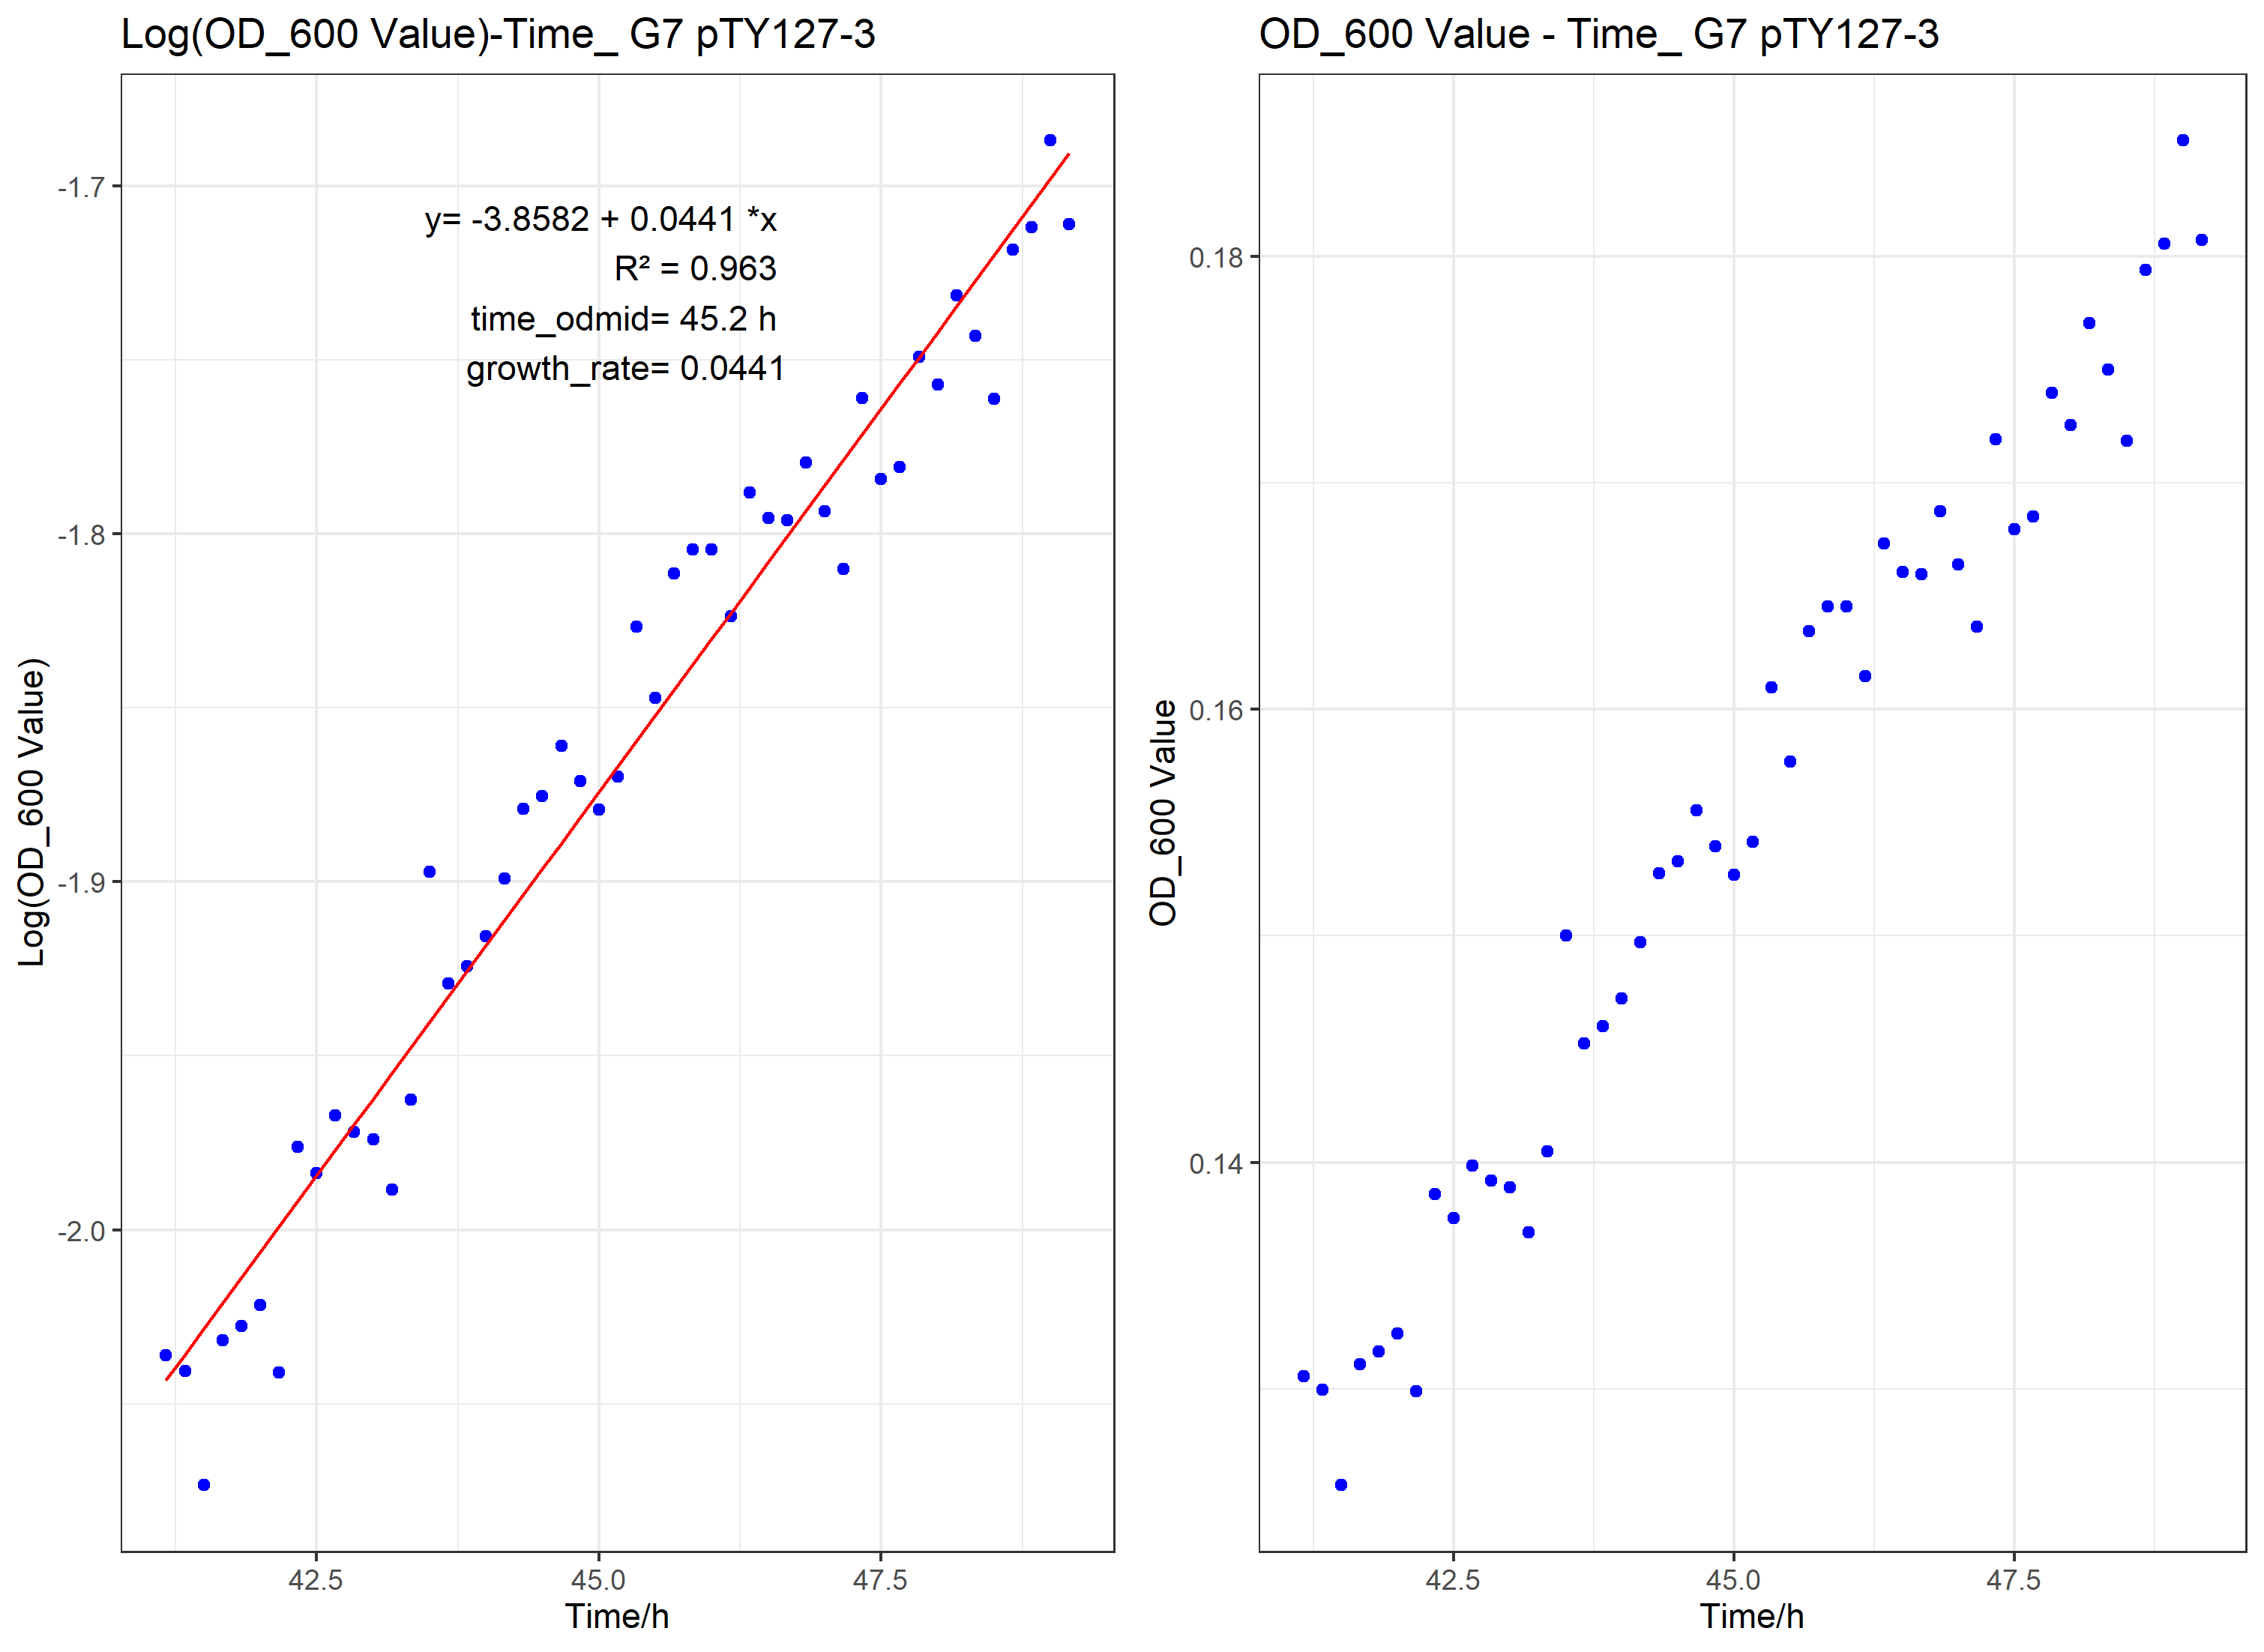 Log(OD_600 Value)-Time_ G7 pTY127-3
-1.7
-1.8
-1.9
-2.0
Log(OD_600 Value)
y= -3.8582 + 0.0441 *x
R² = 0.963
time_odmid= 45.2 h
growth_rate= 0.0441
42.5
45.0
47.5
Time/h
OD_600 Value - Time_ G7 pTY127-3
0.18
0.16
0.14
OD_600 Value
42.5
45.0
47.5
Time/h